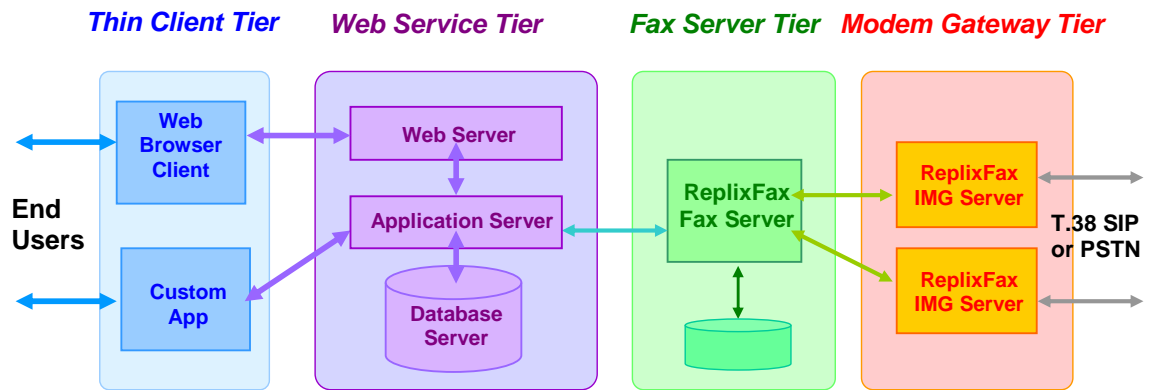 Thin Client Tier
Web Service Tier
Fax Server Tier
Modem Gateway Tier
Web
Browser
Client
Web Server
ReplixFax
Fax Server
ReplixFax
IMG Server
End
Users
Application Server
T.38 SIP
or PSTN
Custom
App
Database
Server
ReplixFax
IMG Server